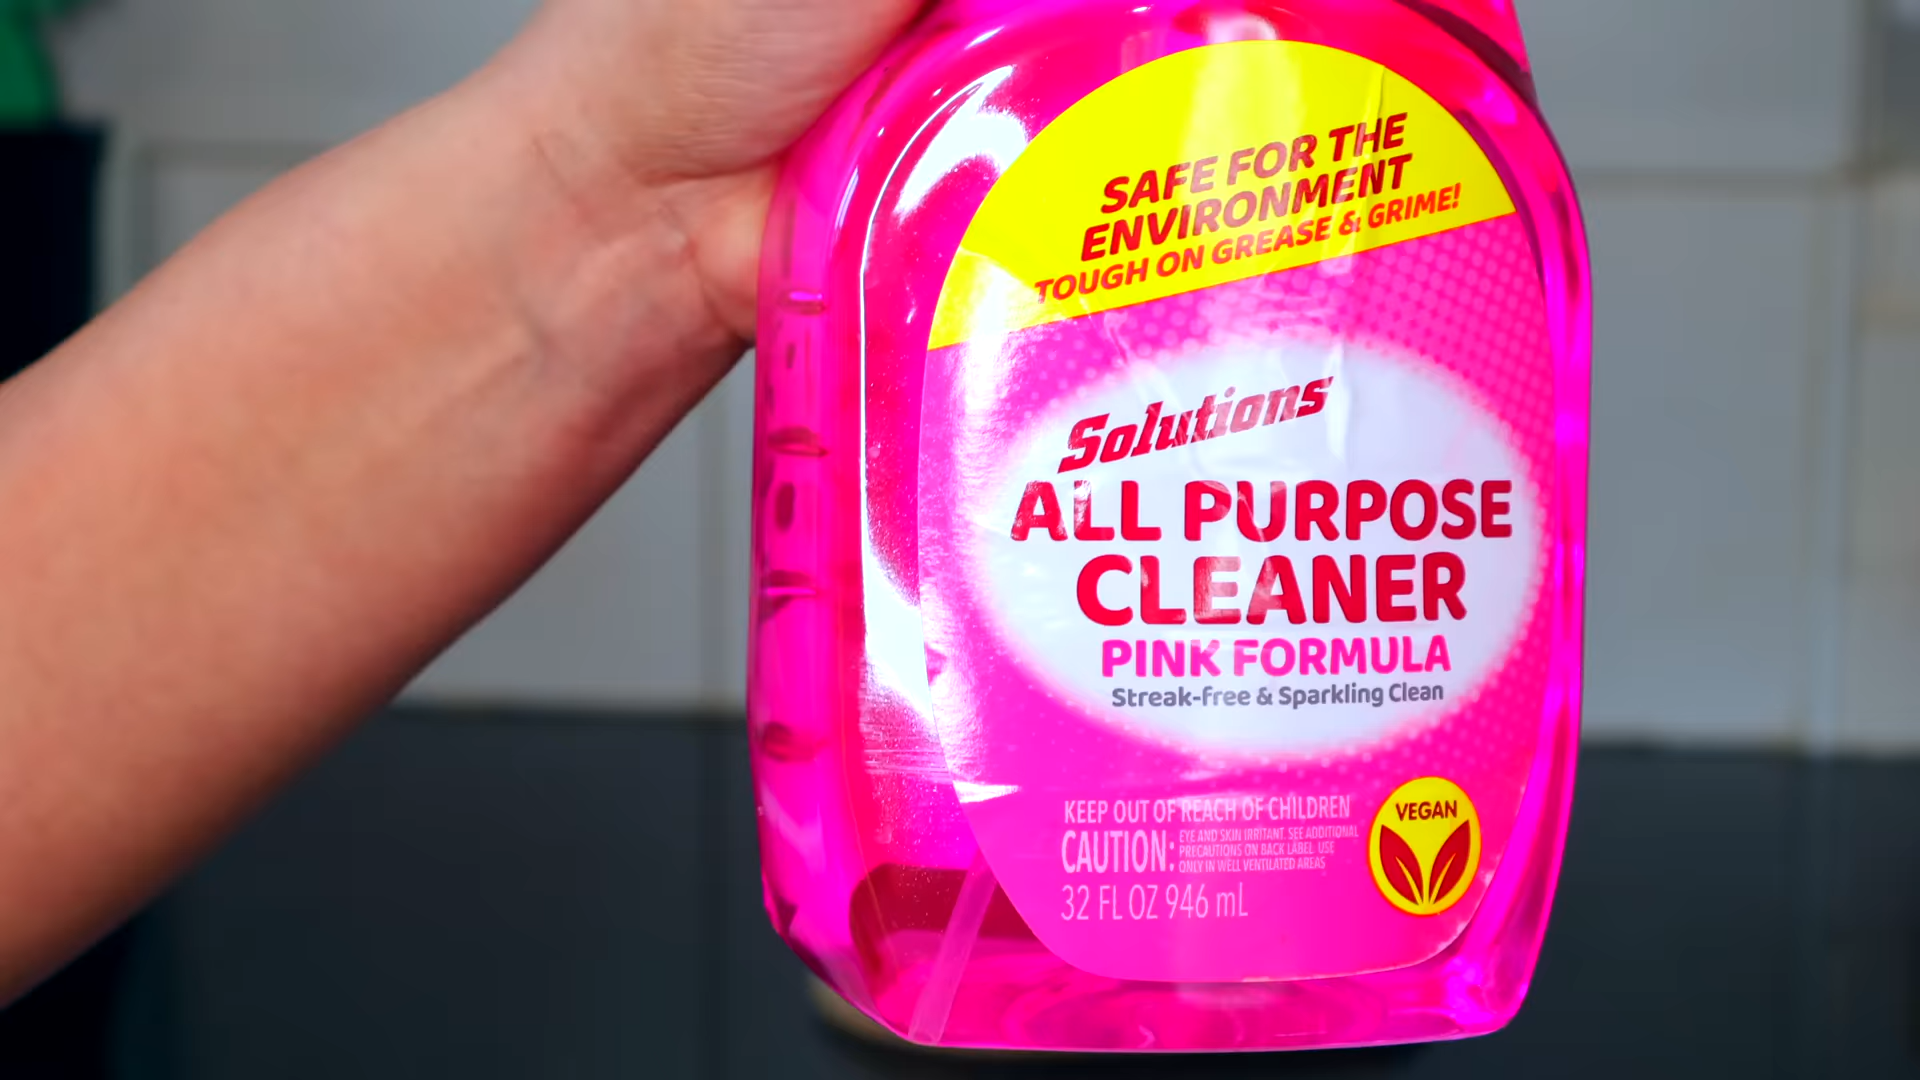 SAFE FOR THE
ENVIRONMENT
TOUGH ON GREASE & GRIME!
Solutions
ALL PURPOSE
CLEANER
PINK FORMULA
Streak-free & Sparkling Clean
KEEP OUT OF REACH OF CHILDREN
CAUTION: EYE AND SKIN IRRITANT. SEE ADDITIONAL
PRECAUTIONS ON BACK LABEL. USE
ONLY IN WELL VENTILATED AREAS
32 FL OZ 946 mL
VEGAN